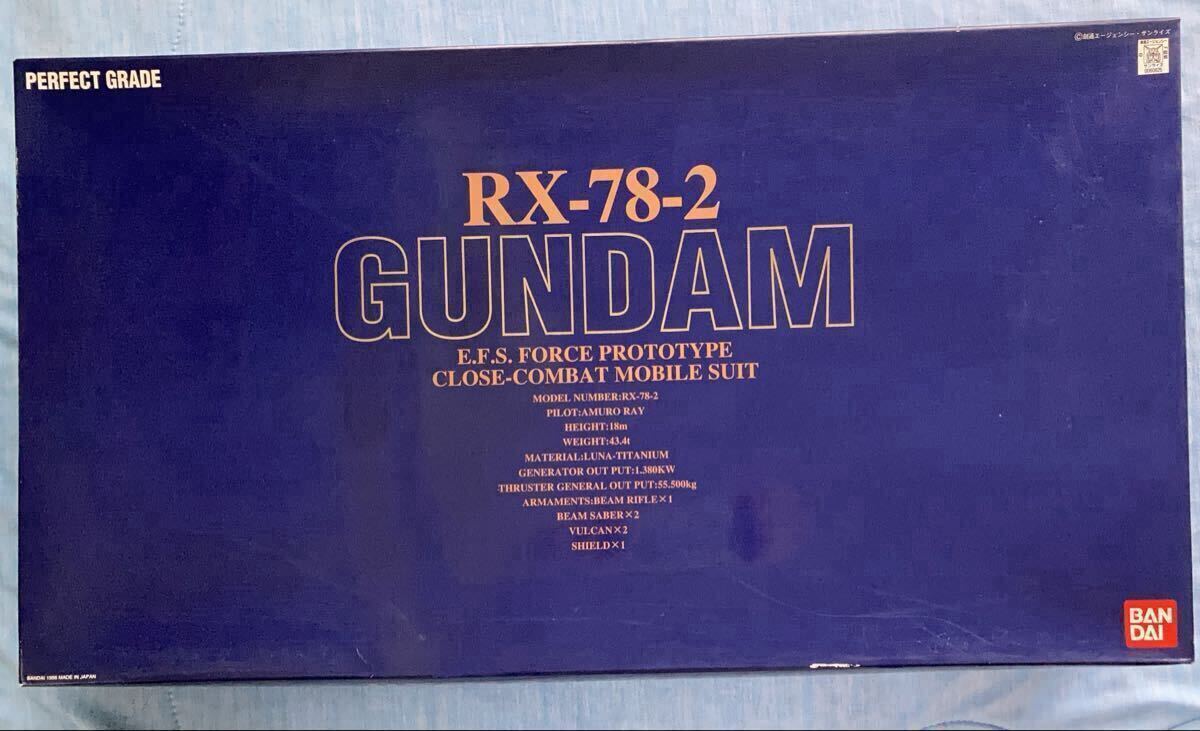 ©創通エージェンシー・サンライズ
PERFECT GRADE
RX-78-2
GUNDAM
E.F.S. FORCE PROTOTYPE
CLOSE-COMBAT MOBILE SUIT
MODEL NUMBER:RX-78-2
PILOT:AMURO RAY
HEIGHT:18m
WEIGHT:43.4t
MATERIAL:LUNA-TITANIUM
GENERATOR OUT PUT:1.380KW
THRUSTER GENERAL OUT PUT:55.500kg
ARMAMENTS:BEAM RIFLE×1
BEAM SABER×2
VULCAN×2
SHIELD×1
BAN
DAI
BANDAI 1998 MADE IN JAPAN